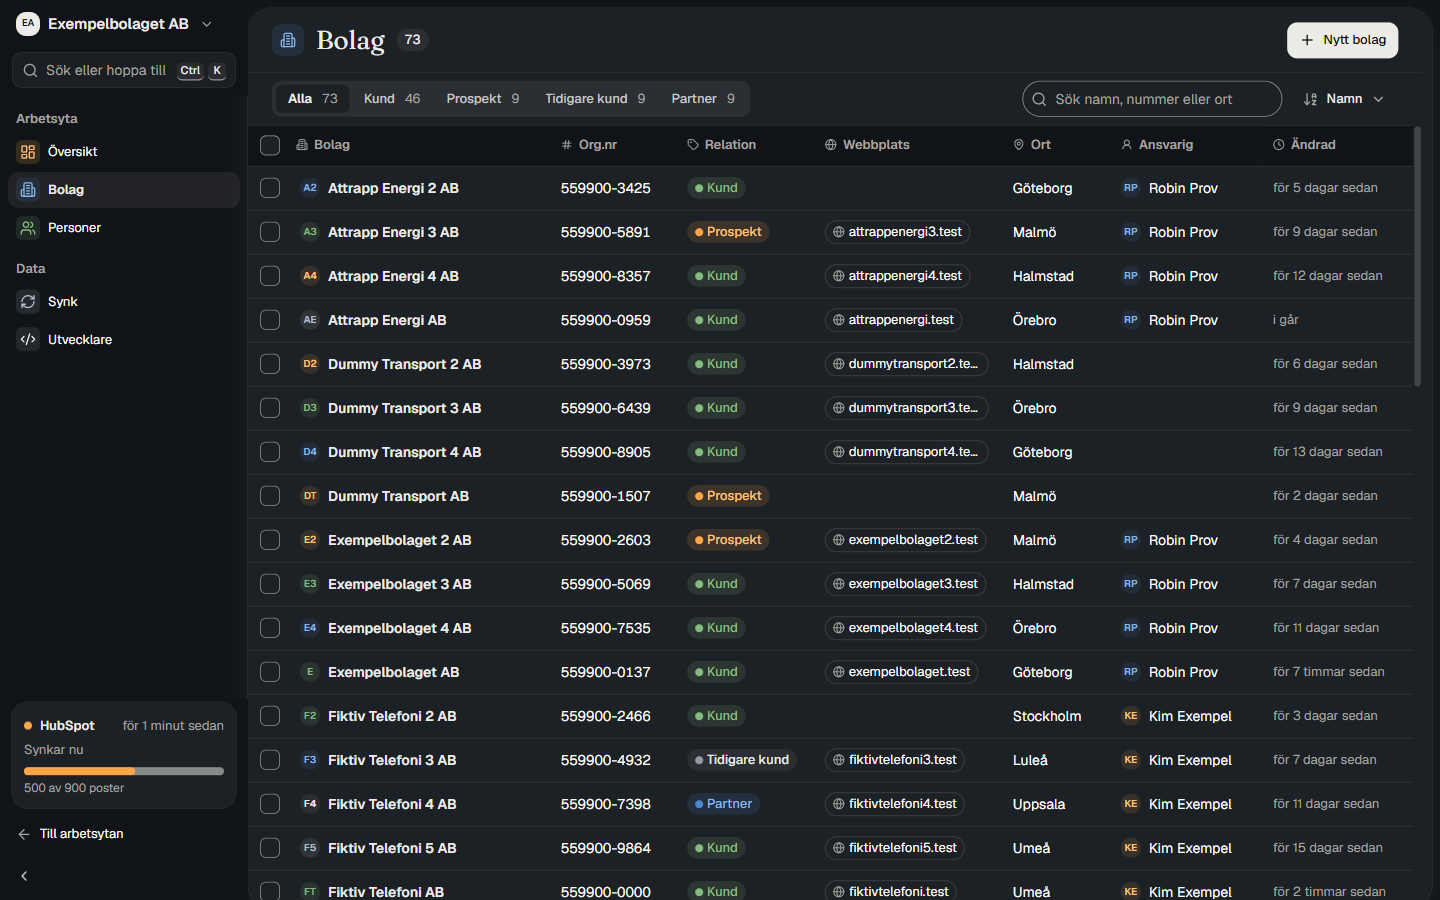 EA Exempelbolaget AB
Sök eller hoppa till Ctrl K
Arbetsyta
Översikt
Bolag
Personer
Data
Synk
Utvecklare
HubSpot för 1 minut sedan
Synkar nu
500 av 900 poster
Till arbetsytan
Bolag 73
Nytt bolag
Alla 73 Kund 46 Prospekt 9 Tidigare kund 9 Partner 9
Sök namn, nummer eller ort
Namn
Bolag Org.nr Relation Webbplats Ort Ansvarig Ändrad
A2 Attrapp Energi 2 AB 559900-3425 Kund Göteborg RP Robin Prov för 5 dagar sedan
A3 Attrapp Energi 3 AB 559900-5891 Prospekt attrappenergi3.test Malmö RP Robin Prov för 9 dagar sedan
A4 Attrapp Energi 4 AB 559900-8357 Kund attrappenergi4.test Halmstad RP Robin Prov för 12 dagar sedan
AE Attrapp Energi AB 559900-0959 Kund attrappenergi.test Örebro RP Robin Prov i går
D2 Dummy Transport 2 AB 559900-3973 Kund dummytransport2.te... Halmstad för 6 dagar sedan
D3 Dummy Transport 3 AB 559900-6439 Kund dummytransport3.te... Örebro för 9 dagar sedan
D4 Dummy Transport 4 AB 559900-8905 Kund dummytransport4.te... Göteborg för 13 dagar sedan
DT Dummy Transport AB 559900-1507 Prospekt Malmö för 2 dagar sedan
E2 Exempelbolaget 2 AB 559900-2603 Prospekt exempelbolaget2.test Malmö RP Robin Prov för 4 dagar sedan
E3 Exempelbolaget 3 AB 559900-5069 Kund exempelbolaget3.test Halmstad RP Robin Prov för 7 dagar sedan
E4 Exempelbolaget 4 AB 559900-7535 Kund exempelbolaget4.test Örebro RP Robin Prov för 11 dagar sedan
E Exempelbolaget AB 559900-0137 Kund exempelbolaget.test Göteborg RP Robin Prov för 7 timmar sedan
F2 Fiktiv Telefoni 2 AB 559900-2466 Kund Stockholm KE Kim Exempel för 3 dagar sedan
F3 Fiktiv Telefoni 3 AB 559900-4932 Tidigare kund fiktivtelefoni3.test Luleå KE Kim Exempel för 7 dagar sedan
F4 Fiktiv Telefoni 4 AB 559900-7398 Partner fiktivtelefoni4.test Uppsala KE Kim Exempel för 11 dagar sedan
F5 Fiktiv Telefoni 5 AB 559900-9864 Kund fiktivtelefoni5.test Umeå KE Kim Exempel för 15 dagar sedan
FT Fiktiv Telefoni AB 559900-0000 Kund fiktivtelefoni.test Umeå KE Kim Exempel för 2 timmar sedan